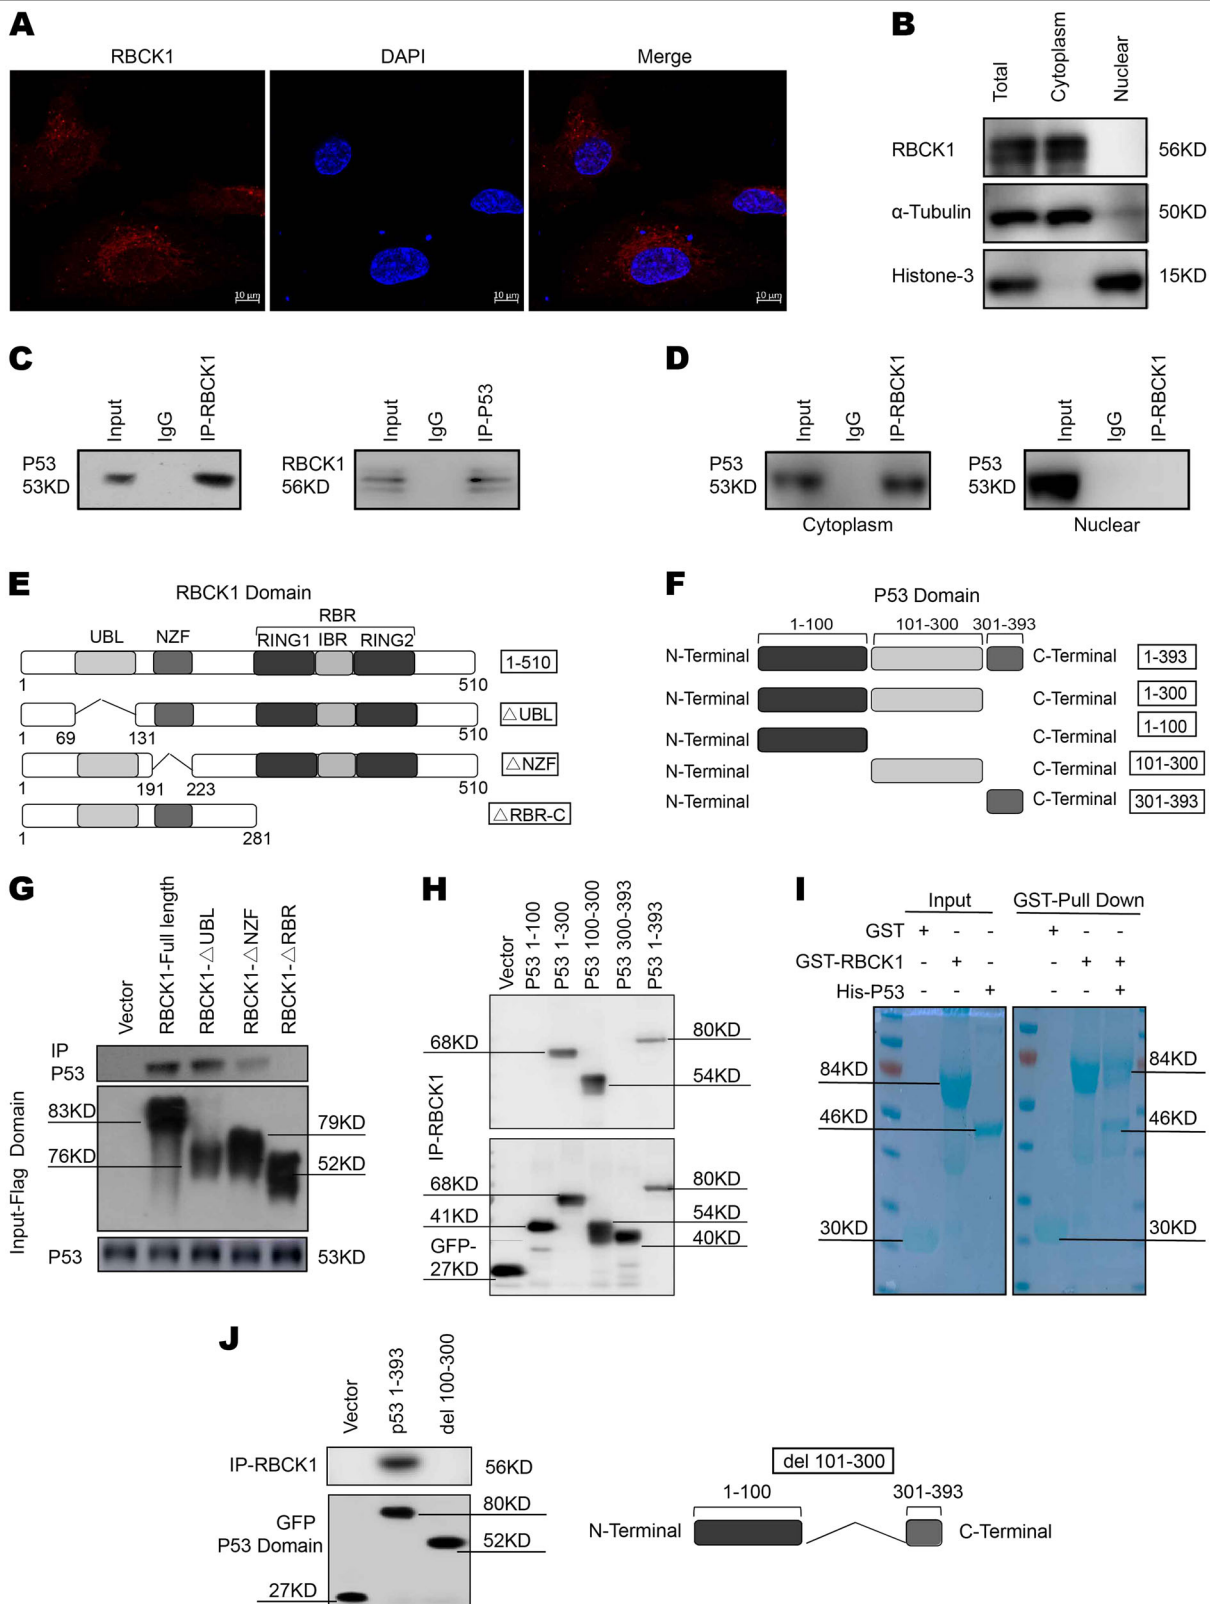 A
RBCK1
DAPI
Merge
10 µm
10 µm
10 µm
B
Total
Cytoplasm
Nuclear
RBCK1
56KD
α-Tubulin
50KD
Histone-3
15KD
C
Input
IgG
IP-RBCK1
P53
53KD
Input
IgG
IP-P53
RBCK1
56KD
D
Input
IgG
IP-RBCK1
P53
53KD
Cytoplasm
Input
IgG
IP-RBCK1
P53
53KD
Nuclear
E
RBCK1 Domain
RBR
UBL NZF RING1 IBR RING2
1-510
1 510
△UBL
1 69 131 510
△NZF
1 191 223 510
△RBR-C
1 281
F
P53 Domain
1-100 101-300 301-393
N-Terminal C-Terminal 1-393
N-Terminal C-Terminal 1-300
N-Terminal C-Terminal 1-100
N-Terminal C-Terminal 101-300
N-Terminal C-Terminal 301-393
G
Vector
RBCK1-Full length
RBCK1-△UBL
RBCK1-△NZF
RBCK1-△RBR
IP
P53
Input-Flag Domain
83KD
79KD
76KD
52KD
P53 53KD
H
Vector
P53 1-100
P53 1-300
P53 100-300
P53 300-393
P53 1-393
IP-RBCK1
80KD
68KD
54KD
68KD
80KD
41KD
54KD
GFP-
40KD
27KD
I
Input GST-Pull Down
GST + - - + - -
GST-RBCK1 - + - - + +
His-P53 - - + - - +
84KD
84KD
46KD
46KD
30KD
30KD
J
Vector
p53 1-393
del 100-300
IP-RBCK1 56KD
80KD
GFP
P53 Domain
52KD
27KD
del 101-300
1-100 301-393
N-Terminal C-Terminal